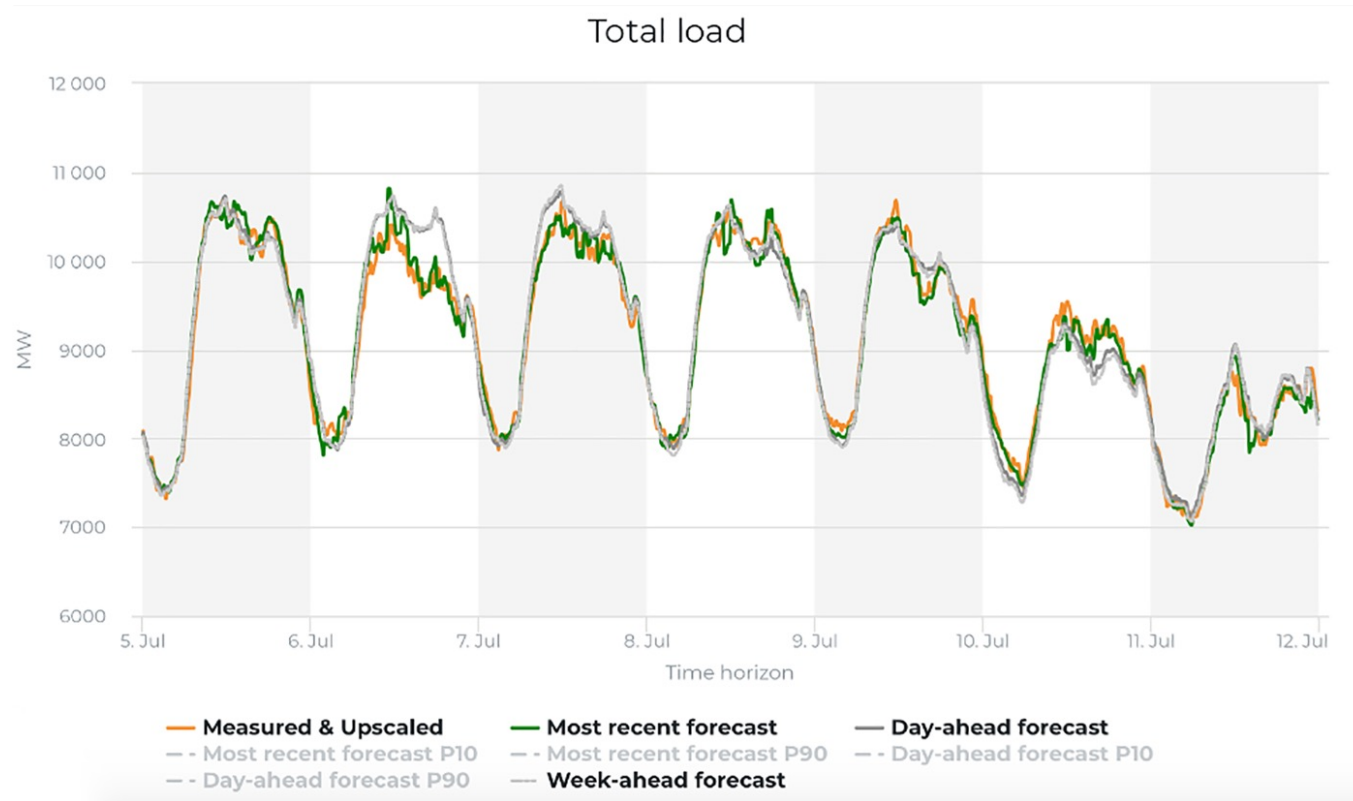 Total load
12 000
11 000
10 000
9000
8000
7000
6000
MW
5. Jul 6. Jul 7. Jul 8. Jul 9. Jul 10. Jul 11. Jul 12. Jul
Time horizon
Measured & Upscaled Most recent forecast Day-ahead forecast
Most recent forecast P10 Most recent forecast P90 Day-ahead forecast P10
Day-ahead forecast P90 Week-ahead forecast